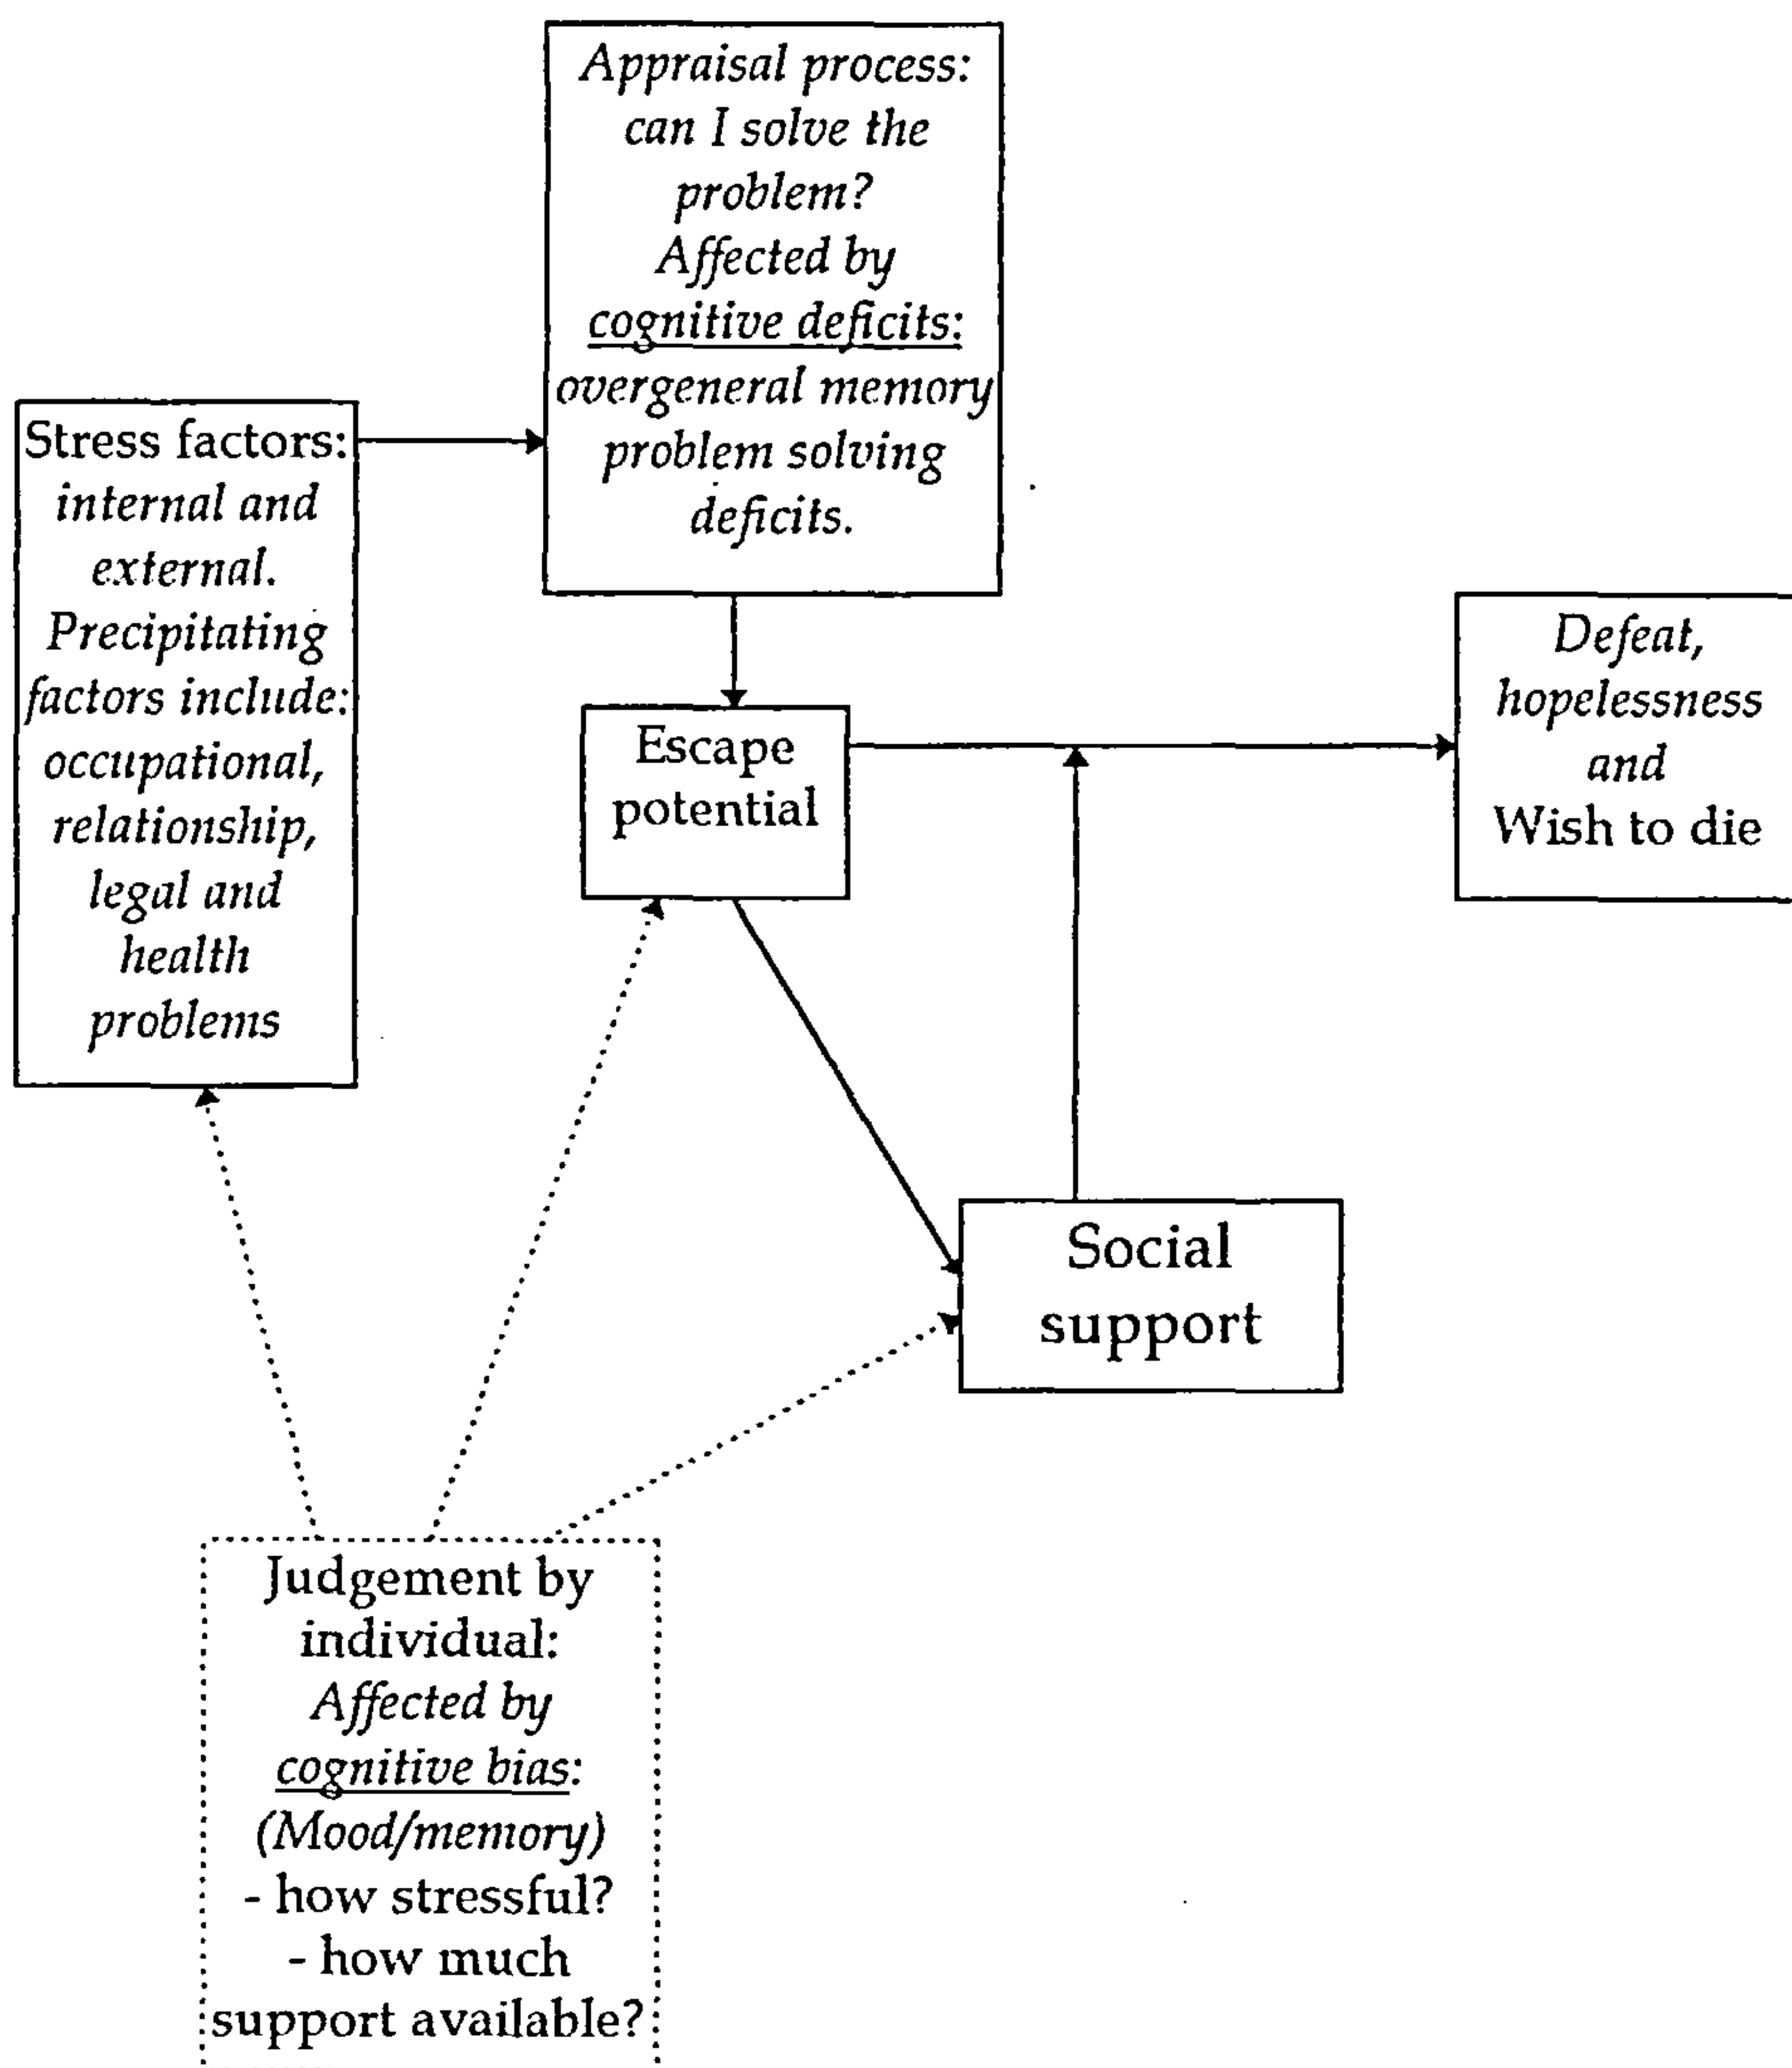 Appraisal process:
can I solve the
problem?
Affected by
cognitive deficits:
overgeneral memory
problem solving
deficits.
Stress factors:
internal and
external.
Precipitating
factors include:
occupational,
relationship,
legal and
health
problems
Escape
potential
Defeat,
hopelessness
and
Wish to die
Social
support
Judgement by
individual:
Affected by
cognitive bias:
(Mood/memory)
- how stressful?
- how much
support available?